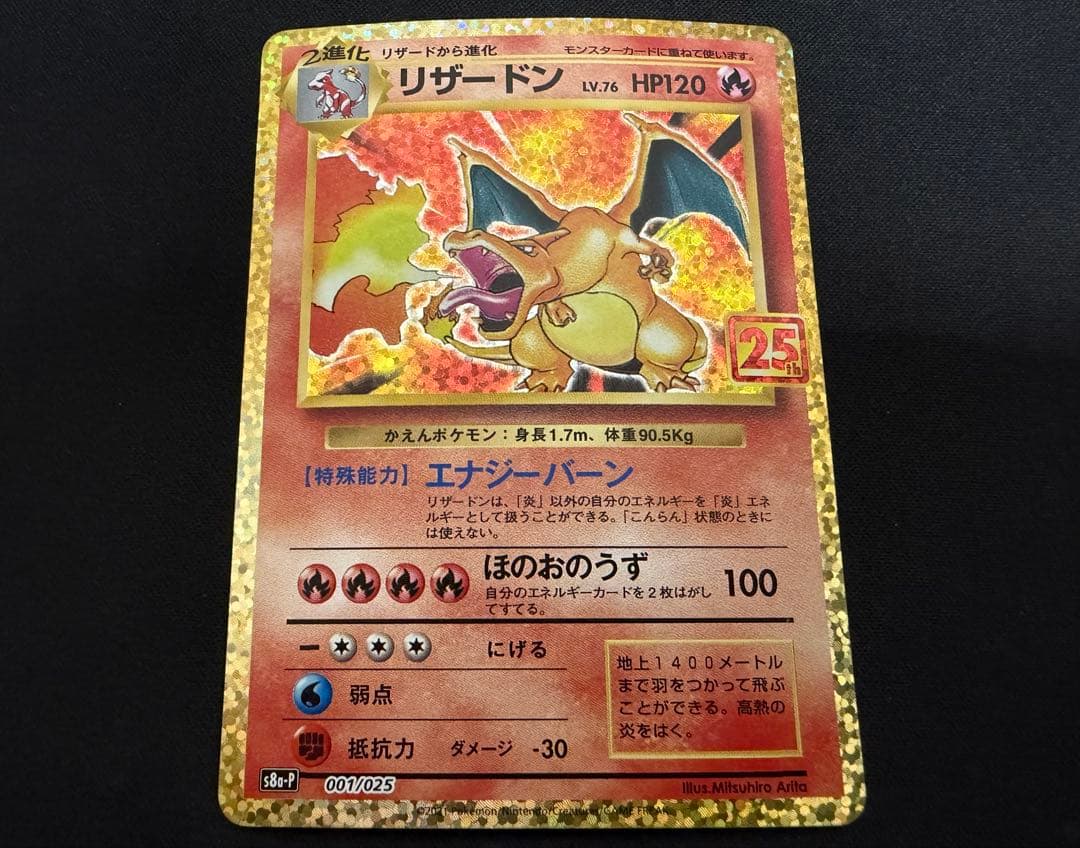 2進化 リザードから進化 モンスターカードに重ねて使います。
リザードン LV.76 HP120
25th
かえんポケモン：身長1.7m、体重90.5Kg
【特殊能力】 エナジーバーン
リザードンは、「炎」以外の自分のエネルギーを「炎」エネ
ルギーとして扱うことができる。「こんらん」状態のときに
は使えない。
ほのおのうず 100
自分のエネルギーカードを２枚はがし
てすてる。
ー にげる
弱点
抵抗力 ダメージ -30
地上１４００メートル
まで羽をつかって飛ぶ
ことができる。高熱の
炎をはく。
s8a-P 001/025
Illus.Mitsuhiro Arita
©2021 Pokémon/Nintendo/Creatures/GAME FREAK